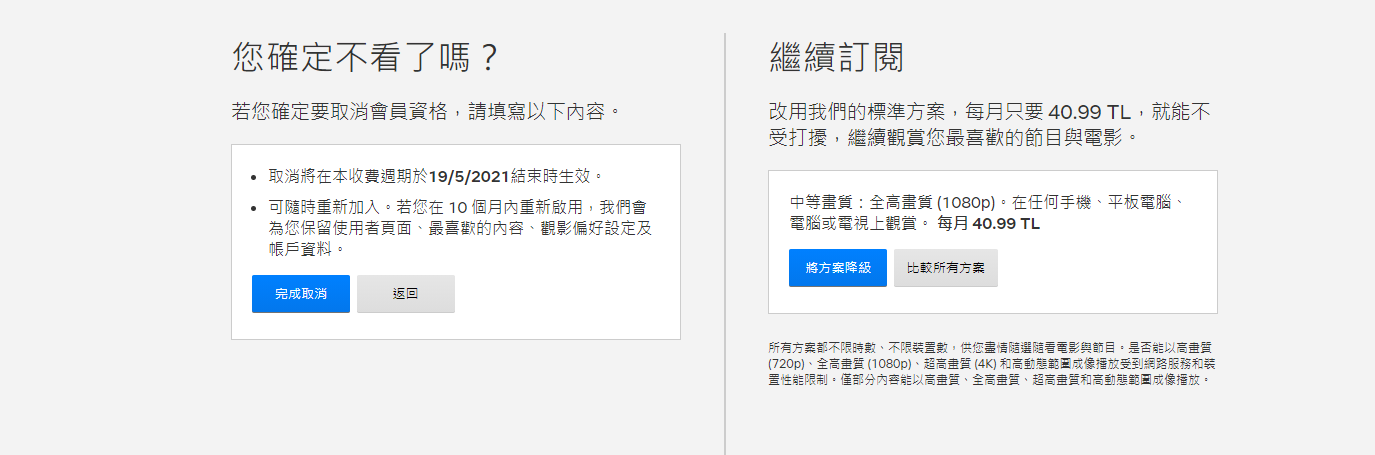 您確定不看了嗎？
若您確定要取消會員資格，請填寫以下內容。
• 取消將在本收費週期於19/5/2021結束時生效。
• 可隨時重新加入。若您在 10 個月內重新啟用，我們會
為您保留使用者頁面、最喜歡的內容、觀影偏好設定及
帳戶資料。
完成取消
返回
繼續訂閱
改用我們的標準方案，每月只要 40.99 TL，就能不
受打擾，繼續觀賞您最喜歡的節目與電影。
中等畫質：全高畫質 (1080p)。在任何手機、平板電腦、
電腦或電視上觀賞。 每月 40.99 TL
將方案降級
比較所有方案
所有方案都不限時數、不限裝置數，供您盡情隨選隨看電影與節目。是否能以高畫質
(720p)、全高畫質 (1080p)、超高畫質 (4K) 和高動態範圍成像播放受到網路服務和裝
置性能限制。僅部分內容能以高畫質、全高畫質、超高畫質和高動態範圍成像播放。